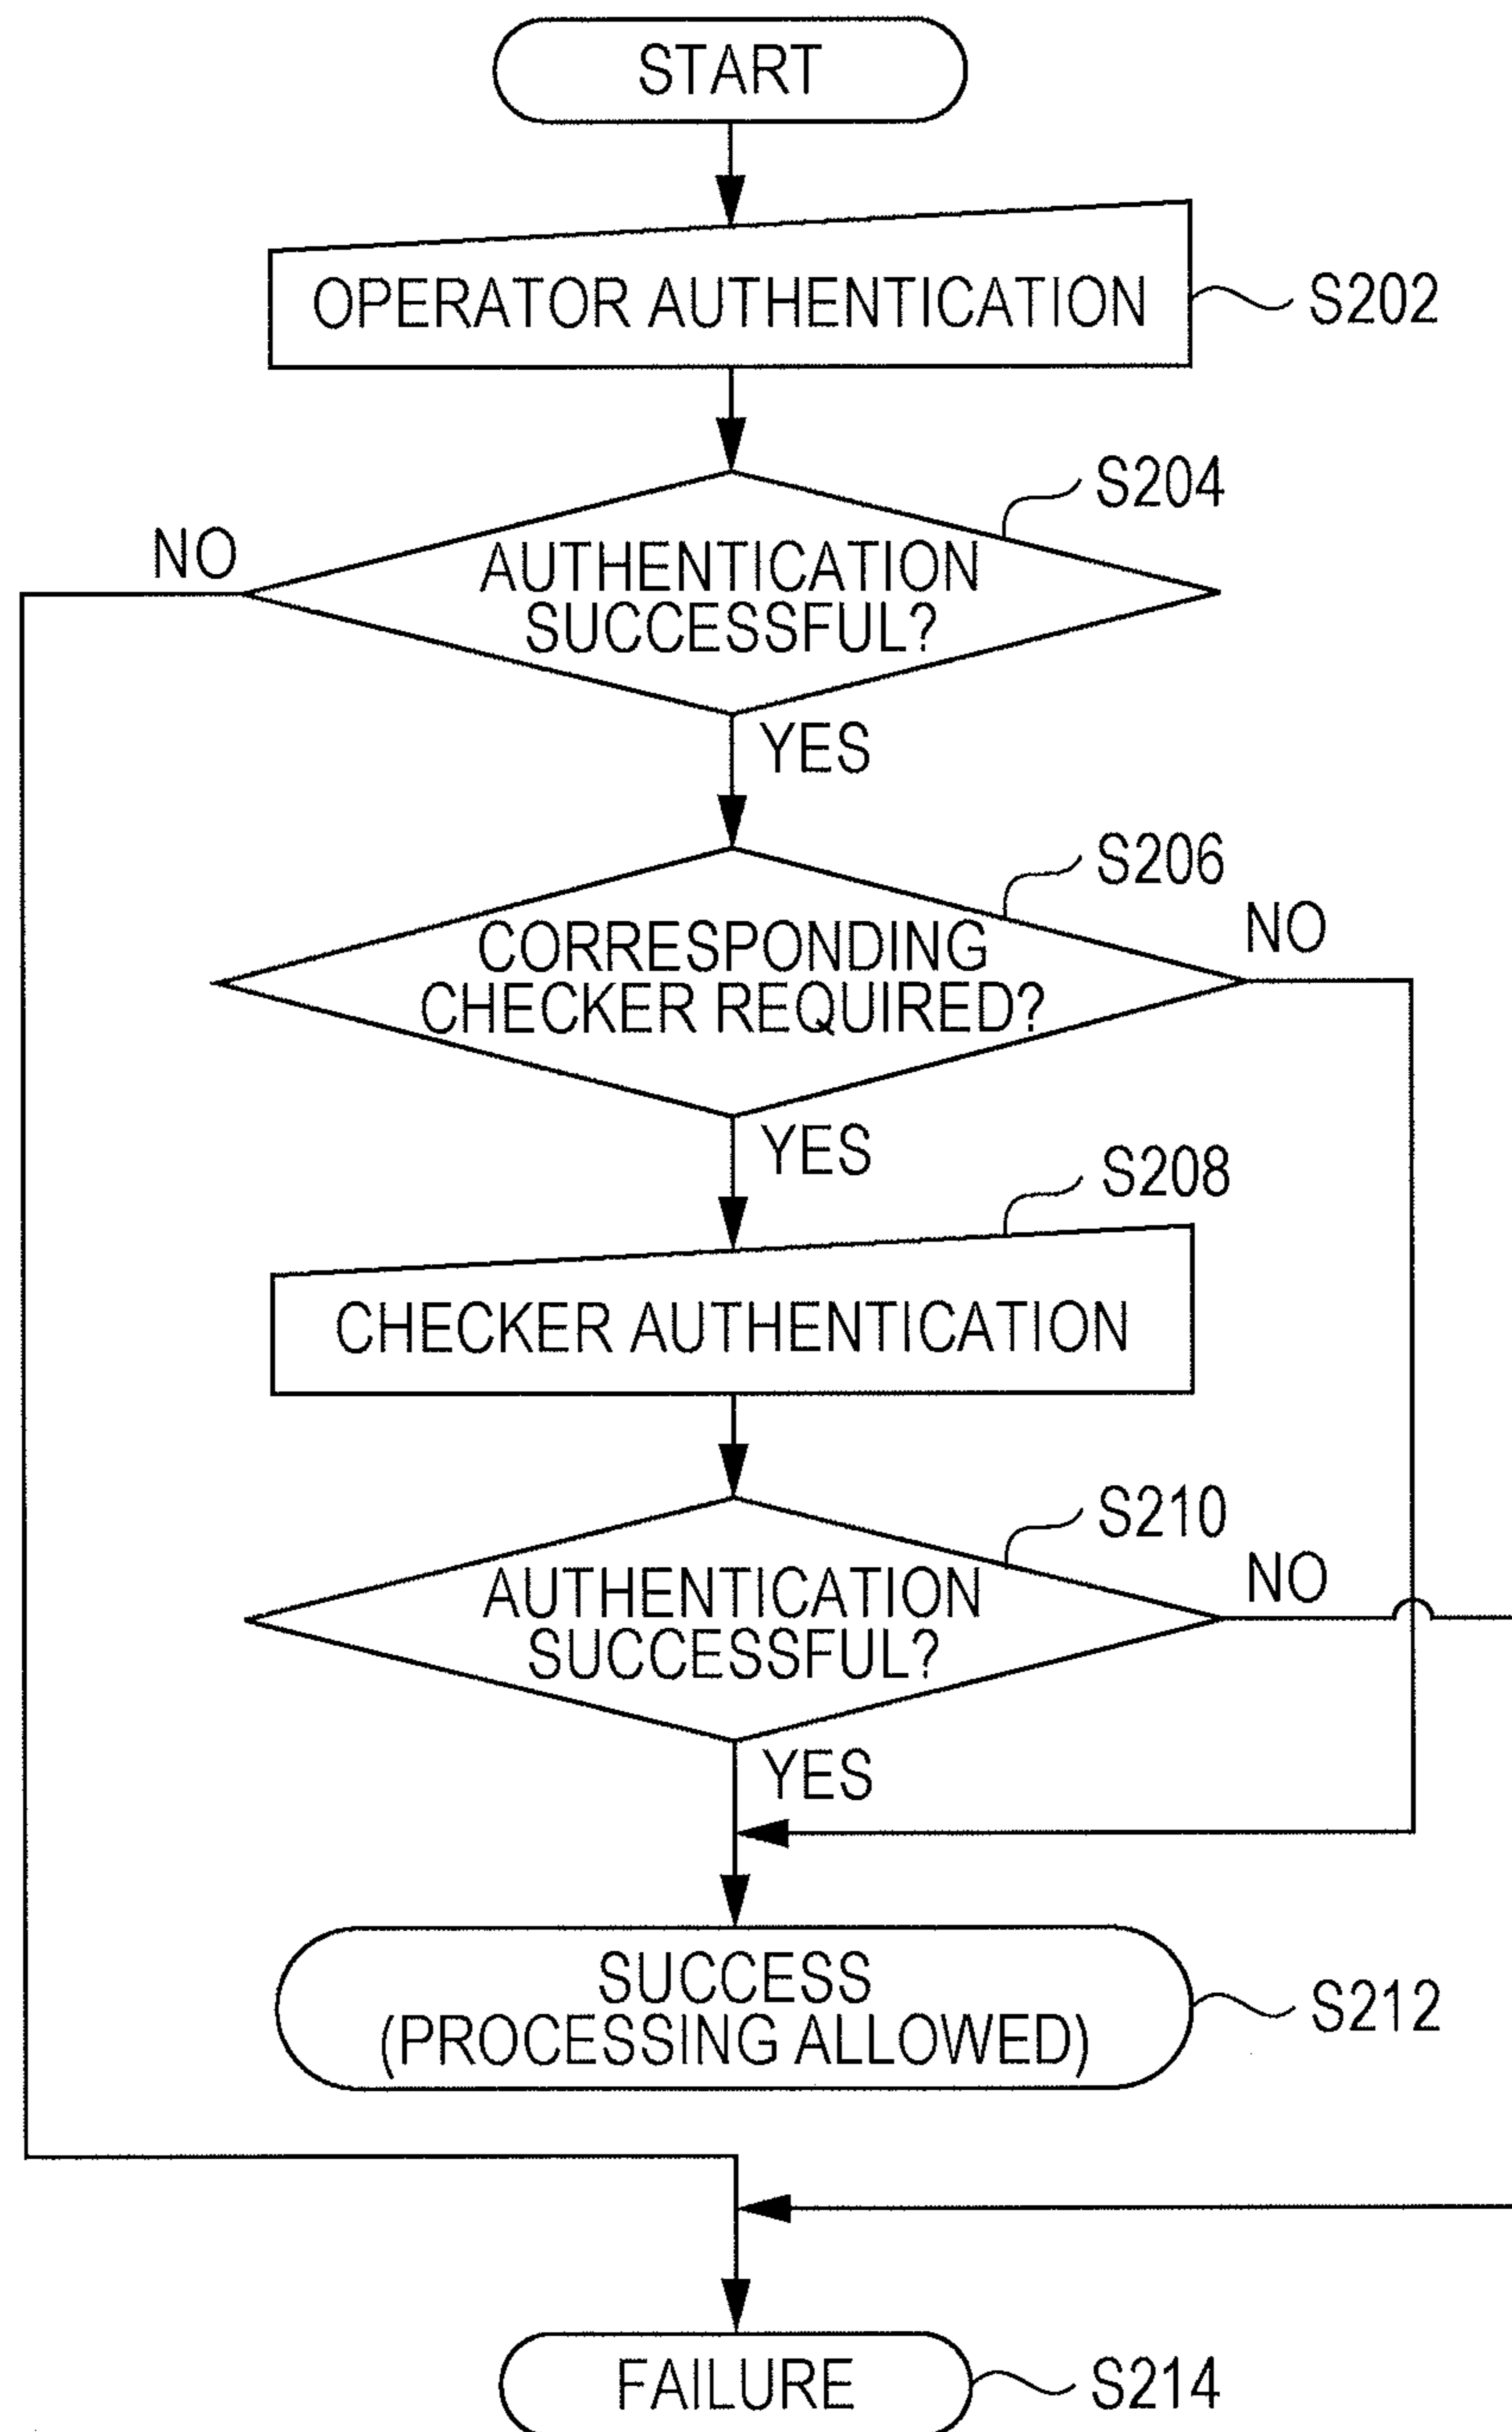 START
OPERATOR AUTHENTICATION
S202
S204
NO
AUTHENTICATION
SUCCESSFUL?
YES
S206
NO
CORRESPONDING
CHECKER REQUIRED?
YES
S208
CHECKER AUTHENTICATION
S210
NO
AUTHENTICATION
SUCCESSFUL?
YES
SUCCESS
(PROCESSING ALLOWED)
S212
FAILURE
S214